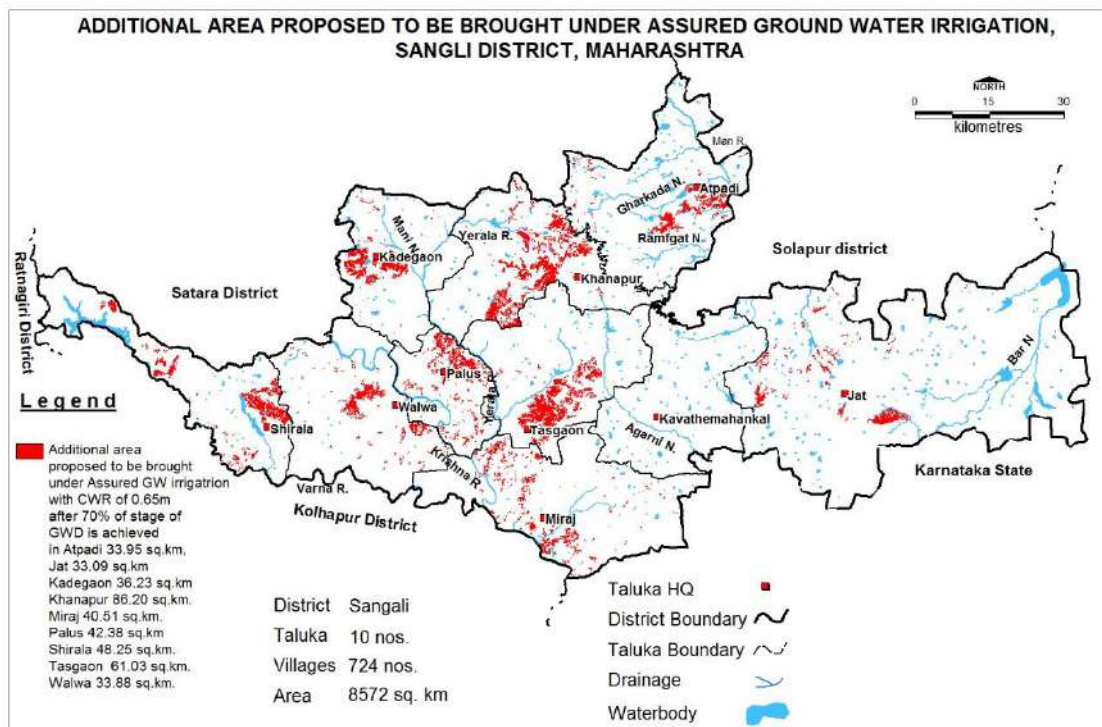 ADDITIONAL AREA PROPOSED TO BE BROUGHT UNDER ASSURED GROUND WATER IRRIGATION,
SANGLI DISTRICT, MAHARASHTRA
NORTH
0 15 30
kilometres
Man R.
Atpadi
Gharkada N.
Mani N.
Yerala R.
Ramfgat N.
Solapur district
Kadegaon
Khanapur
Ratnagiri District
Satara District
Bar N
Palus
Yerala R.
Jat
Legend
Walwa
Kavathemahankal
Shirala
Tasgaon
Agarnl N.
Krishna R
Karnataka State
Varna R.
Kolhapur District
Miraj
Additional area
proposed to be brought
under Assured GW irrigatrion
with CWR of 0.65m
after 70% of stage of
GWD is achieved
in Atpadi 33.95 sq.km,
Jat 33.09 sq.km
Kadegaon 36.23 sq.km
Khanapur 86.20 sq.km.
Miraj 40.51 sq.km.
Palus 42.38 sq.km
Shirala 48.25 sq.km.
Tasgaon 61.03 sq.km.
Walwa 33.88 sq.km.
District Sangali
Taluka 10 nos.
Villages 724 nos.
Area 8572 sq. km
Taluka HQ
District Boundary
Taluka Boundary
Drainage
Waterbody